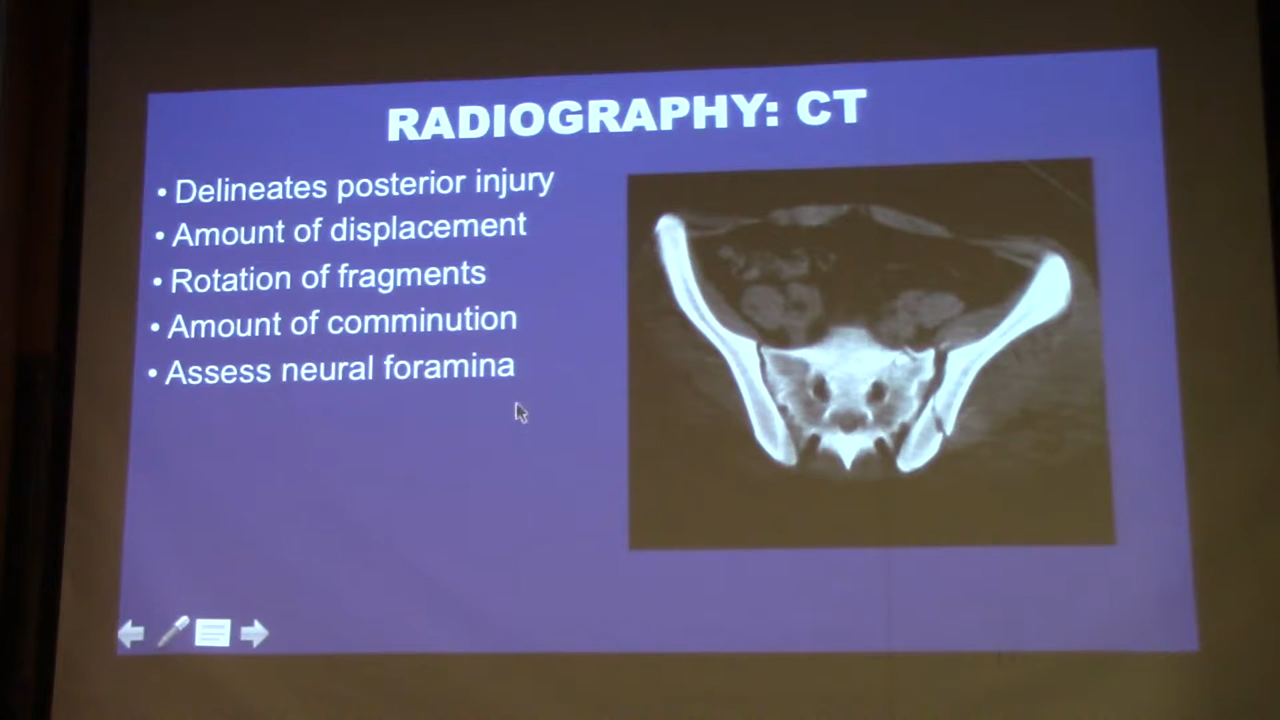 RADIOGRAPHY: CT
• Delineates posterior injury
• Amount of displacement
• Rotation of fragments
• Amount of comminution
• Assess neural foramina